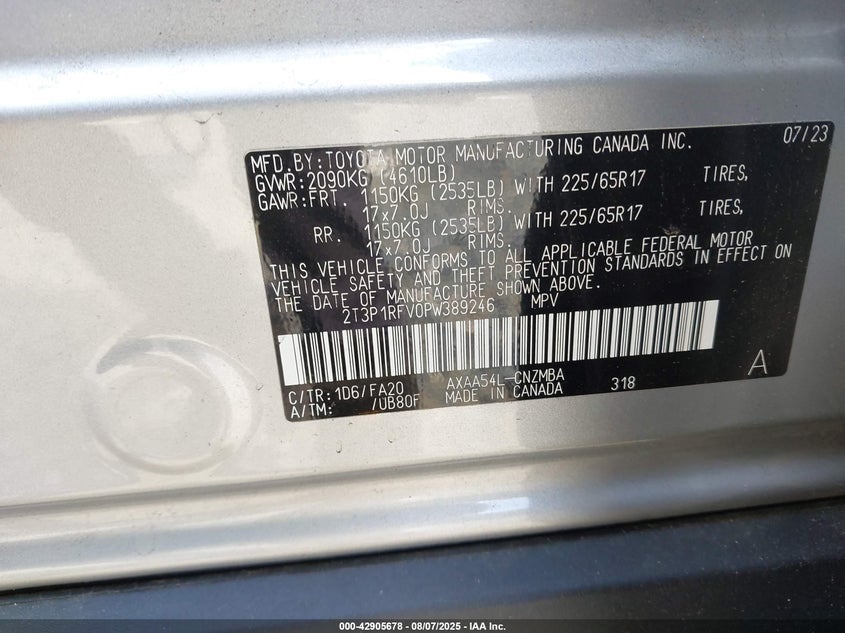 MFD.BY:TOYOTA MOTOR MANUFACTURING CANADA INC. 07/23
GVWR:2090KG (4610LB)
GAWR:FRT. 1150KG (2535LB) WITH 225/65R17 TIRES,
17x7.0J RIMS.
RR. 1150KG (2535LB) WITH 225/65R17 TIRES,
17x7.0J RIMS.
THIS VEHICLE CONFORMS TO ALL APPLICABLE FEDERAL MOTOR
VEHICLE SAFETY AND THEFT PREVENTION STANDARDS IN EFFECT ON
THE DATE OF MANUFACTURE SHOWN ABOVE.
2T3P1RFV0PW389246 MPV
A
C/TR:1D6/FA20 AXAA54L-CNZMBA 318
A/TM: /UB80F MADE IN CANADA
000-42905678 - 08/07/2025 - IAA Inc.